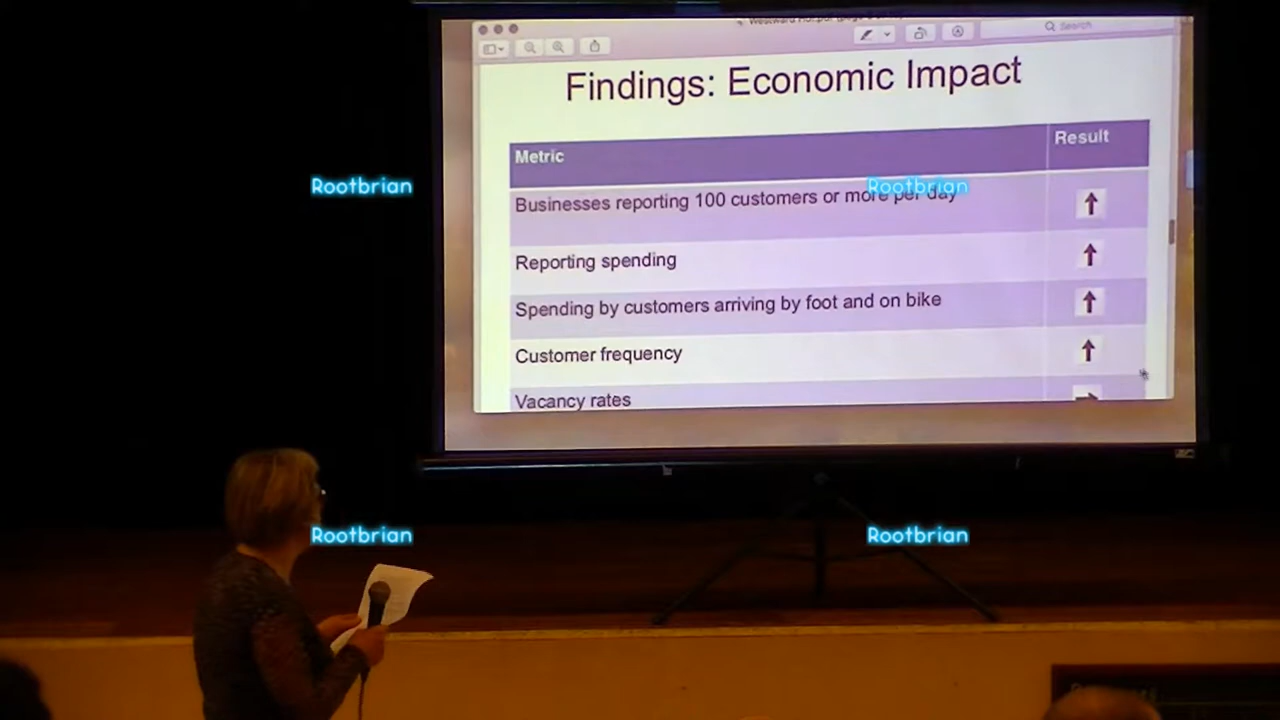 Search
Findings: Economic Impact
Metric
Result
Businesses reporting 100 customers or more per day
Reporting spending
Spending by customers arriving by foot and on bike
Customer frequency
Vacancy rates
Rootbrian
Rootbrian
Rootbrian
Rootbrian